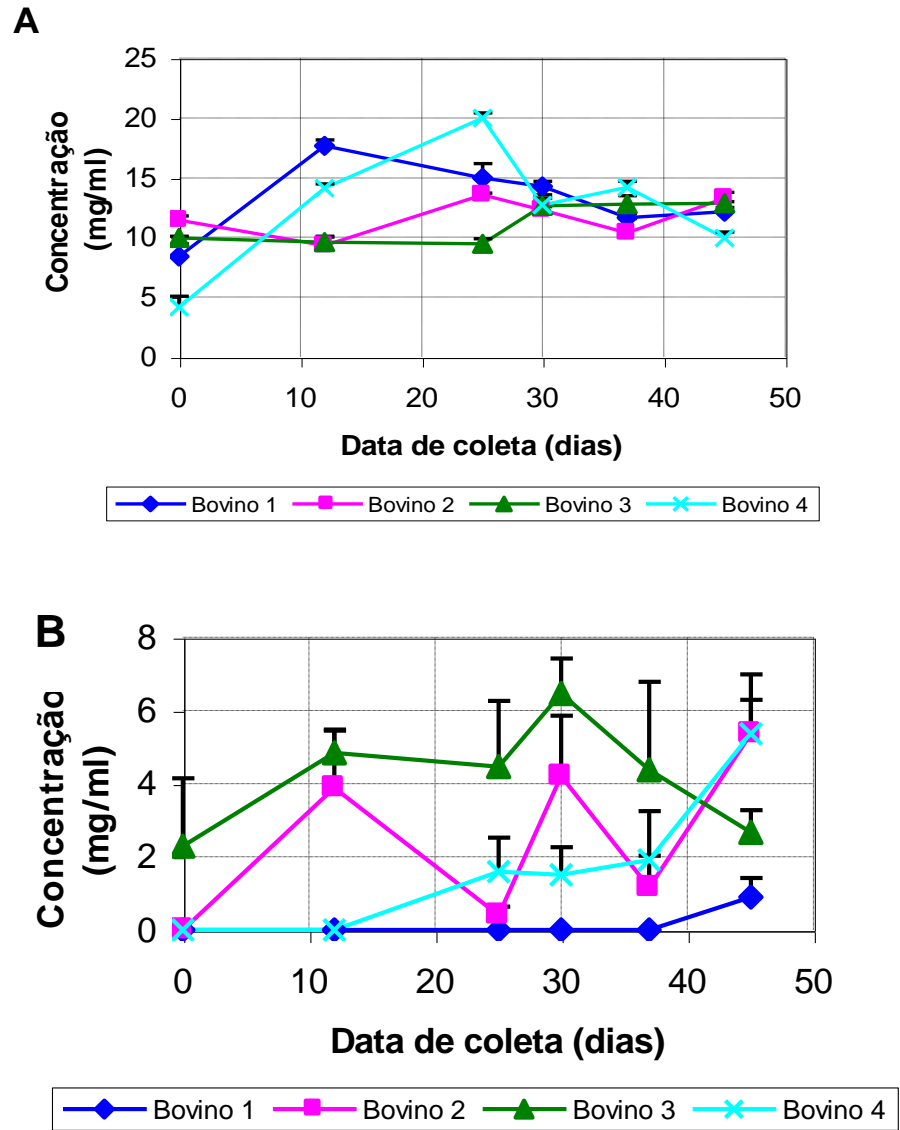 A
25
20
15
10
5
0
Concentração
(mg/ml)
0 10 20 30 40 50
Data de coleta (dias)
Bovino 1 Bovino 2 Bovino 3 Bovino 4
B
8
6
4
2
0
Concentração
(mg/ml)
0 10 20 30 40 50
Data de coleta (dias)
Bovino 1 Bovino 2 Bovino 3 Bovino 4